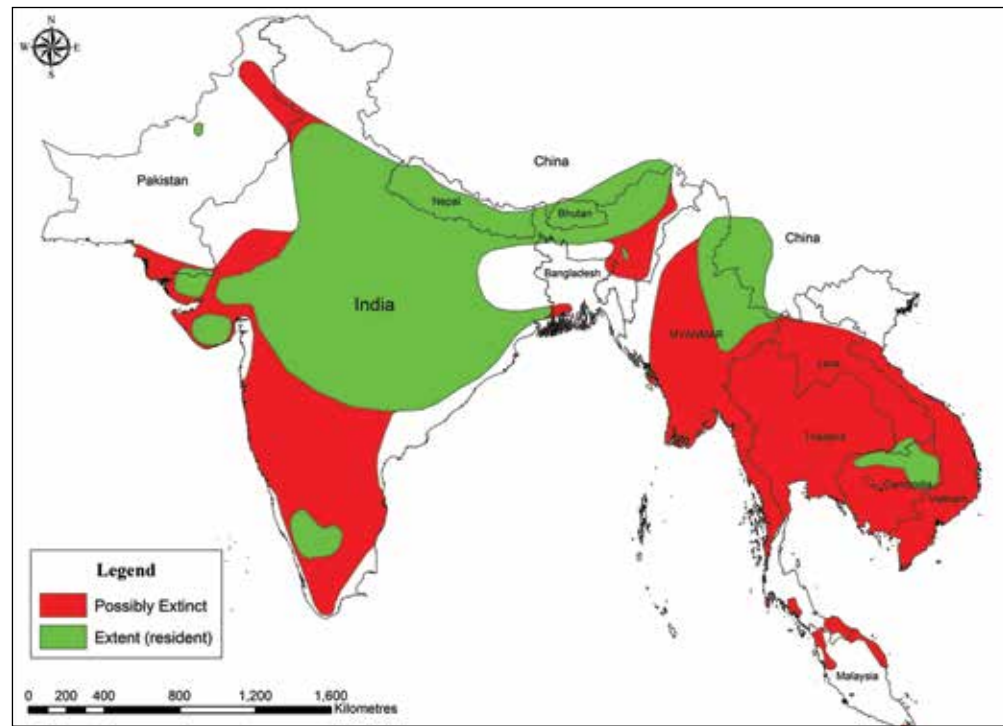 N
W E
S
China
Pakistan
Nepal
Bhutan
China
Bangladesh
India
MYANMAR
Laos
Thailand
Cambodia
Vietnam
Legend
Possibly Extinct
Extent (resident)
Malaysia
0 200 400 800 1,200 1,600
Kilometres